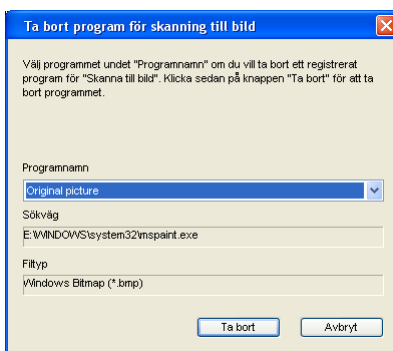 Ta bort program för skanning till bild
Välj programmet undet "Programnamn" om du vill ta bort ett registrerat
program för "Skanna till bild". Klicka sedan på knappen "Ta bort" för att ta
bort programmet.
Programnamn
Original picture
Sökväg
E:\WINDOWS\system32\mspaint.exe
Filtyp
Windows Bitmap (*.bmp)
Ta bort Avbryt